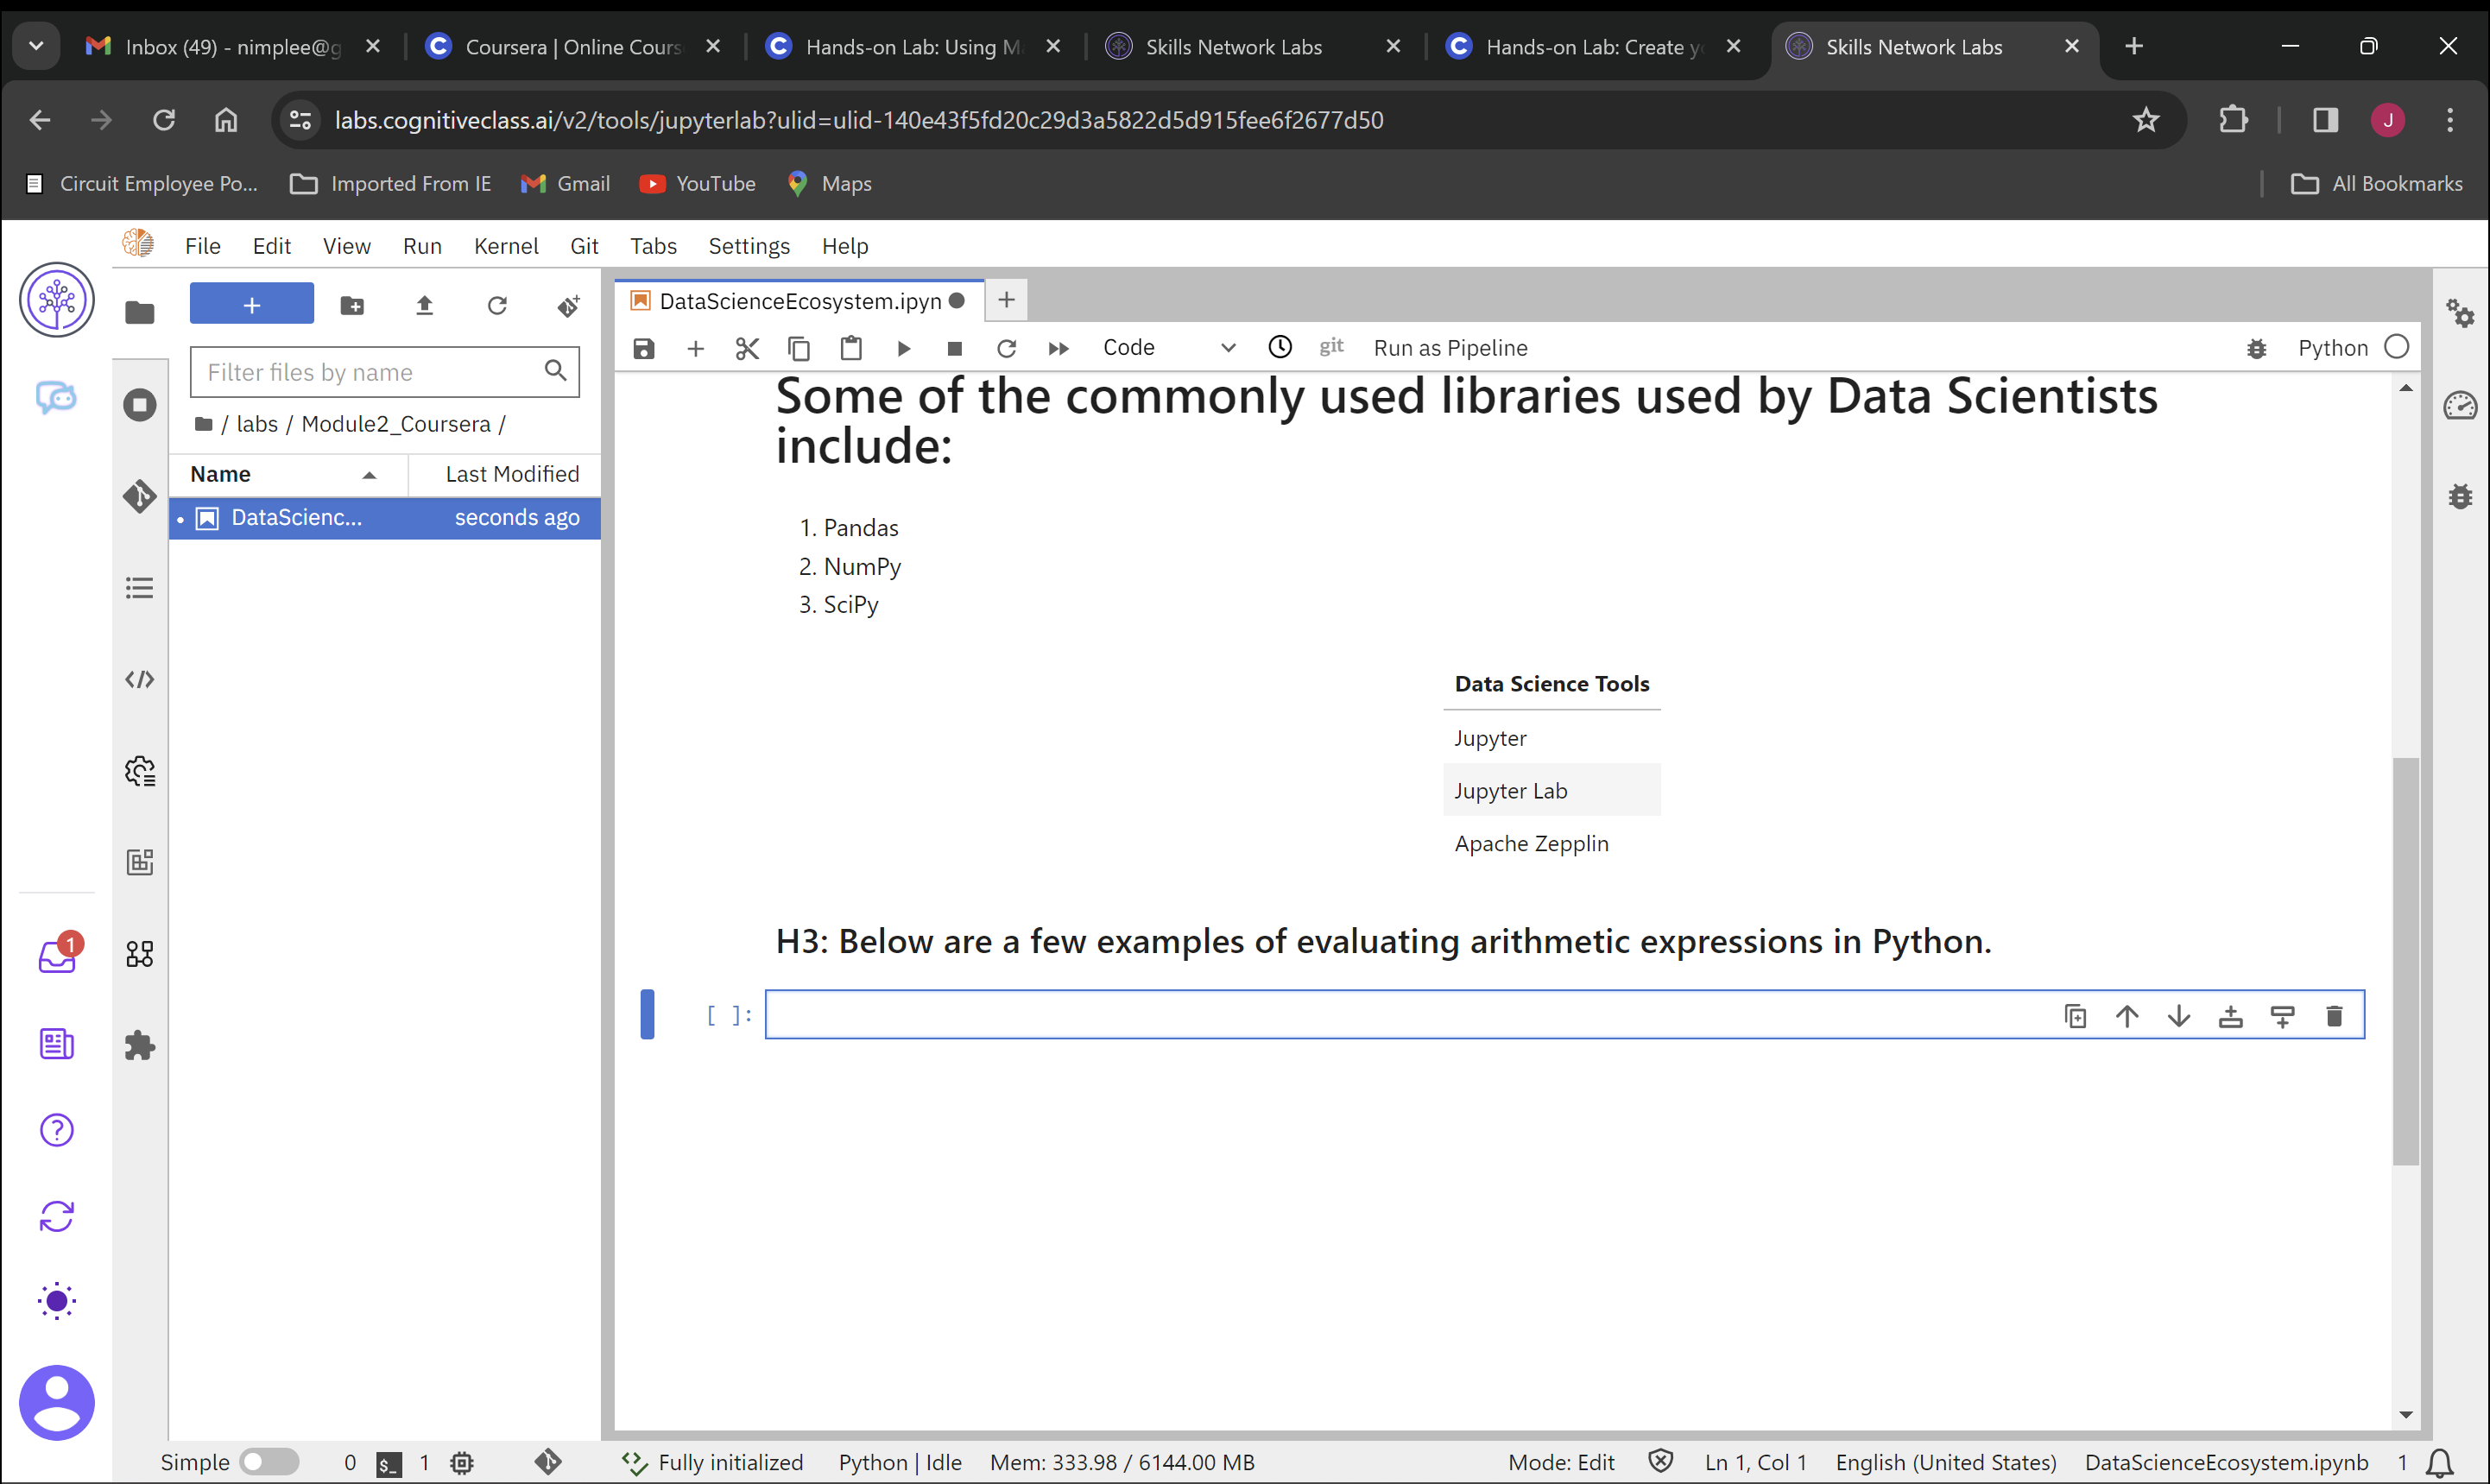 Inbox (49) - nimplee@g
Coursera | Online Cours
Hands-on Lab: Using M
Skills Network Labs
Hands-on Lab: Create y
Skills Network Labs
labs.cognitiveclass.ai/v2/tools/jupyterlab?ulid=ulid-140e43f5fd20c29d3a5822d5d915fee6f2677d50
J
Circuit Employee Po...
Imported From IE
Gmail
YouTube
Maps
All Bookmarks
File Edit View Run Kernel Git Tabs Settings Help
Filter files by name
/ labs / Module2_Coursera /
Name
Last Modified
DataScienc...
seconds ago
DataScienceEcosystem.ipyn
Code
git
Run as Pipeline
Python
Some of the commonly used libraries used by Data Scientists
include:
1. Pandas
2. NumPy
3. SciPy
Data Science Tools
Jupyter
Jupyter Lab
Apache Zepplin
H3: Below are a few examples of evaluating arithmetic expressions in Python.
[ ]:
1
Simple
0
$_
1
Fully initialized
Python | Idle
Mem: 333.98 / 6144.00 MB
Mode: Edit
Ln 1, Col 1
English (United States)
DataScienceEcosystem.ipynb
1